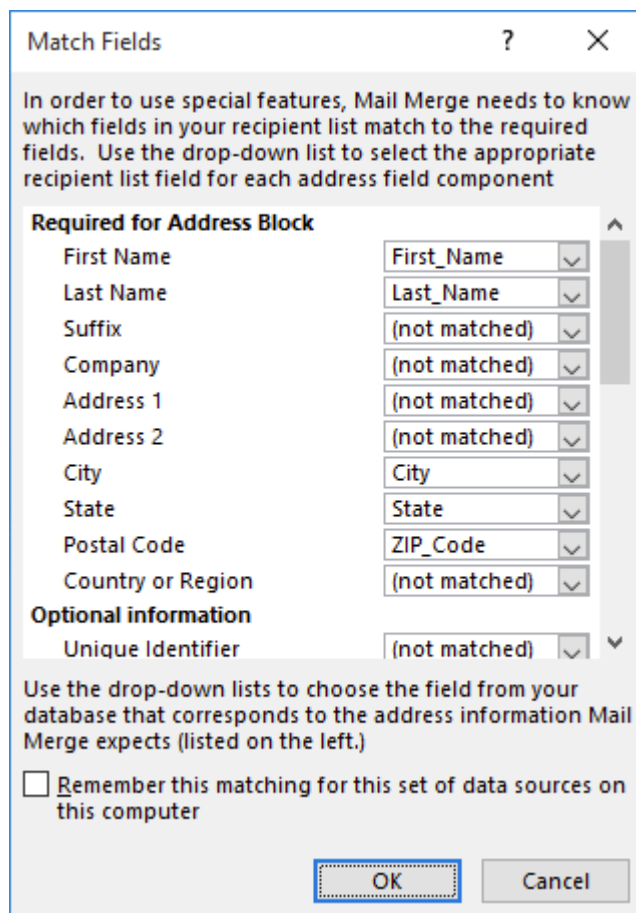 Match Fields ? ×
In order to use special features, Mail Merge needs to know
which fields in your recipient list match to the required
fields. Use the drop-down list to select the appropriate
recipient list field for each address field component
Required for Address Block
First Name First_Name
Last Name Last_Name
Suffix (not matched)
Company (not matched)
Address 1 (not matched)
Address 2 (not matched)
City City
State State
Postal Code ZIP_Code
Country or Region (not matched)
Optional information
Unique Identifier (not matched)
Use the drop-down lists to choose the field from your
database that corresponds to the address information Mail
Merge expects (listed on the left.)
Remember this matching for this set of data sources on
this computer
OK Cancel